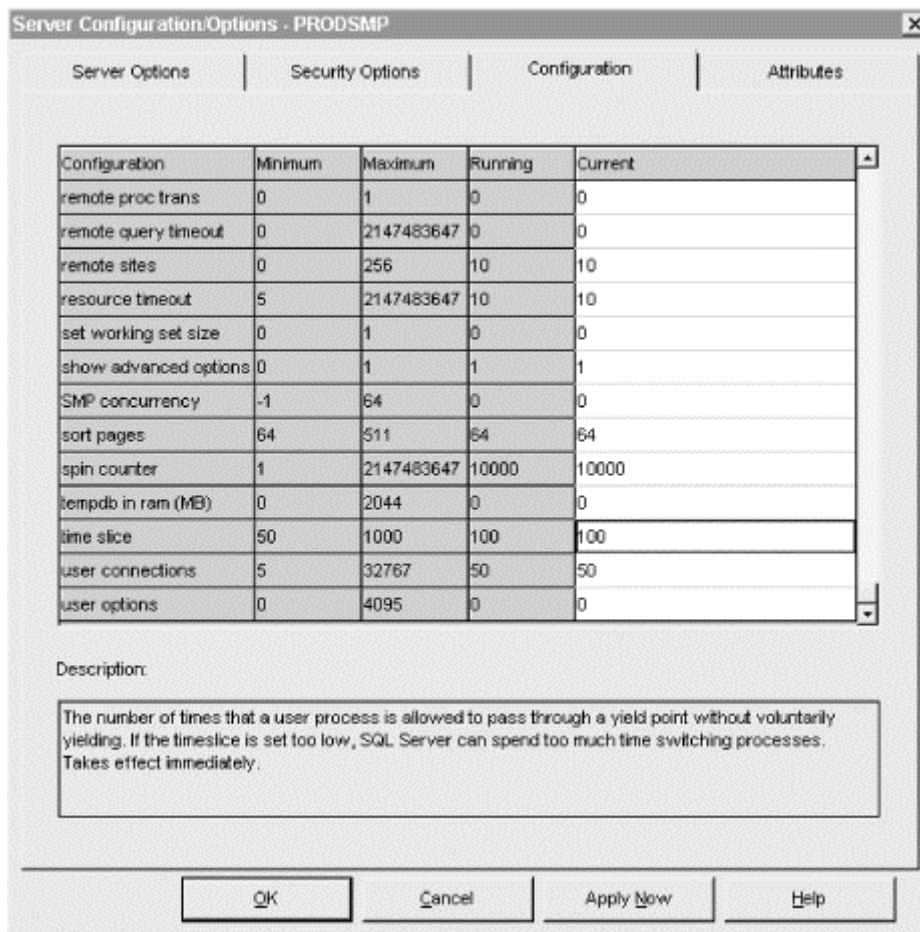 Server Configuration/Options - PRODSMP
Server Options Security Options Configuration Attributes
Configuration Minimum Maximum Running Current
remote proc trans 0 1 0 0
remote query timeout 0 2147483647 0 0
remote sites 0 256 10 10
resource timeout 5 2147483647 10 10
set working set size 0 1 0 0
show advanced options 0 1 1 1
SMP concurrency -1 64 0 0
sort pages 64 511 64 64
spin counter 1 2147483647 10000 10000
tempdb in ram (MB) 0 2044 0 0
time slice 50 1000 100 100
user connections 5 32767 50 50
user options 0 4095 0 0
Description:
The number of times that a user process is allowed to pass through a yield point without voluntarily
yielding. If the timeslice is set too low, SQL Server can spend too much time switching processes.
Takes effect immediately.
OK Cancel Apply Now Help